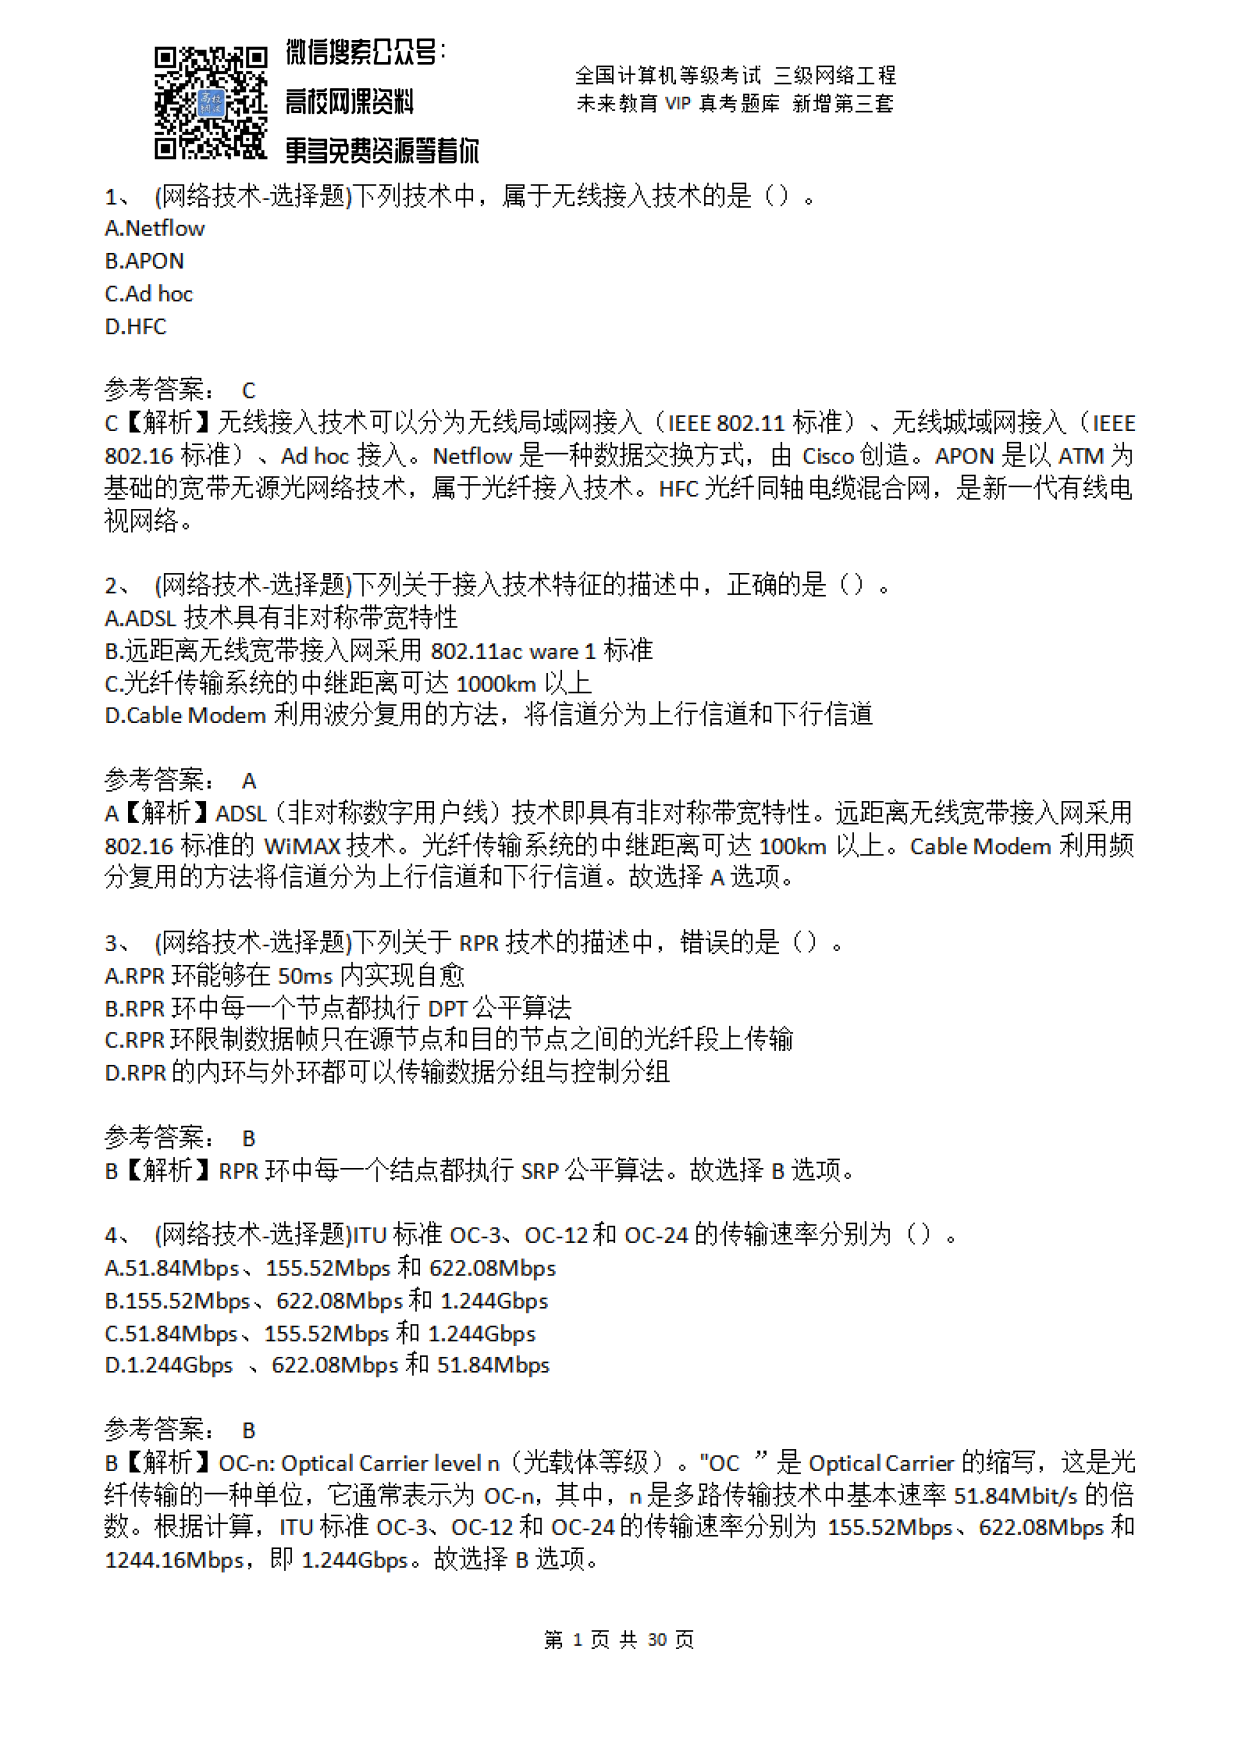 微信搜索公众号：
高校网课资料
更多免费资源等着你
高校
网课
全国计算机等级考试 三级网络工程
未来教育 VIP 真考题库 新增第三套
1、 (网络技术-选择题)下列技术中，属于无线接入技术的是（）。
A.Netflow
B.APON
C.Ad hoc
D.HFC
参考答案： C
C【解析】无线接入技术可以分为无线局域网接入（IEEE 802.11 标准）、无线城域网接入（IEEE
802.16 标准）、Ad hoc 接入。Netflow 是一种数据交换方式，由 Cisco 创造。APON 是以 ATM 为
基础的宽带无源光网络技术，属于光纤接入技术。HFC 光纤同轴电缆混合网，是新一代有线电
视网络。
2、 (网络技术-选择题)下列关于接入技术特征的描述中，正确的是（）。
A.ADSL 技术具有非对称带宽特性
B.远距离无线宽带接入网采用 802.11ac ware 1 标准
C.光纤传输系统的中继距离可达 1000km 以上
D.Cable Modem 利用波分复用的方法，将信道分为上行信道和下行信道
参考答案： A
A【解析】ADSL（非对称数字用户线）技术即具有非对称带宽特性。远距离无线宽带接入网采用
802.16 标准的 WiMAX 技术。光纤传输系统的中继距离可达 100km 以上。Cable Modem 利用频
分复用的方法将信道分为上行信道和下行信道。故选择 A 选项。
3、 (网络技术-选择题)下列关于 RPR 技术的描述中，错误的是（）。
A.RPR 环能够在 50ms 内实现自愈
B.RPR 环中每一个节点都执行 DPT 公平算法
C.RPR 环限制数据帧只在源节点和目的节点之间的光纤段上传输
D.RPR 的内环与外环都可以传输数据分组与控制分组
参考答案： B
B【解析】RPR 环中每一个结点都执行 SRP 公平算法。故选择 B 选项。
4、 (网络技术-选择题)ITU 标准 OC-3、OC-12 和 OC-24 的传输速率分别为（）。
A.51.84Mbps、155.52Mbps 和 622.08Mbps
B.155.52Mbps、622.08Mbps 和 1.244Gbps
C.51.84Mbps、155.52Mbps 和 1.244Gbps
D.1.244Gbps 、622.08Mbps 和 51.84Mbps
参考答案： B
B【解析】OC-n: Optical Carrier level n（光载体等级）。"OC ”是 Optical Carrier 的缩写，这是光
纤传输的一种单位，它通常表示为 OC-n，其中，n 是多路传输技术中基本速率 51.84Mbit/s 的倍
数。根据计算，ITU 标准 OC-3、OC-12 和 OC-24 的传输速率分别为 155.52Mbps、622.08Mbps 和
1244.16Mbps，即 1.244Gbps。故选择 B 选项。
第 1 页 共 30 页